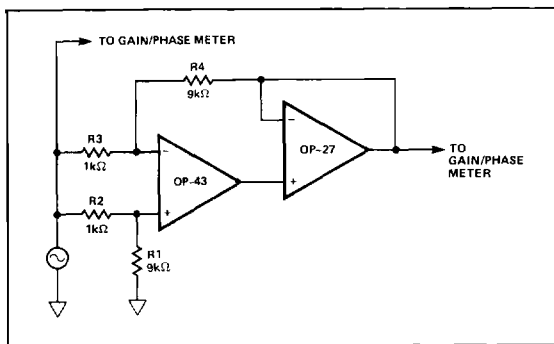 TO GAIN/PHASE METER
R4
9kΩ
R3
1kΩ
−
OP-43
+
R2
1kΩ
R1
9kΩ
−
OP-27
+
TO
GAIN/PHASE
METER